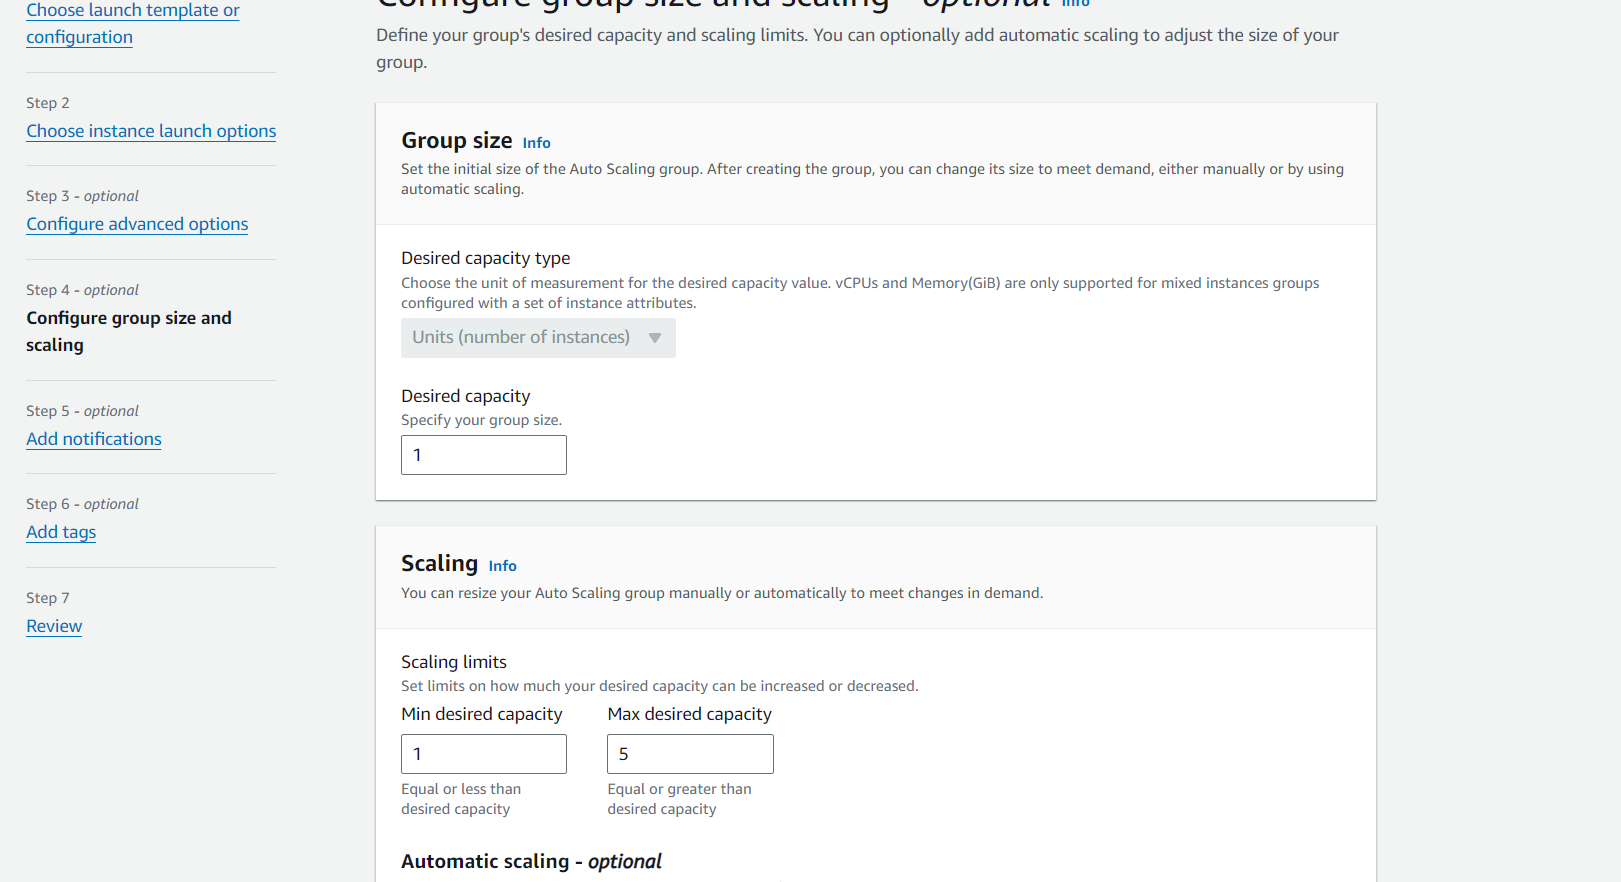 Choose launch template or
configuration
Step 2
Choose instance launch options
Step 3 - optional
Configure advanced options
Step 4 - optional
Configure group size and
scaling
Step 5 - optional
Add notifications
Step 6 - optional
Add tags
Step 7
Review
Configure group size and scaling - optional Info
Define your group's desired capacity and scaling limits. You can optionally add automatic scaling to adjust the size of your
group.
Group size Info
Set the initial size of the Auto Scaling group. After creating the group, you can change its size to meet demand, either manually or by using
automatic scaling.
Desired capacity type
Choose the unit of measurement for the desired capacity value. vCPUs and Memory(GiB) are only supported for mixed instances groups
configured with a set of instance attributes.
Units (number of instances)
Desired capacity
Specify your group size.
1
Scaling Info
You can resize your Auto Scaling group manually or automatically to meet changes in demand.
Scaling limits
Set limits on how much your desired capacity can be increased or decreased.
Min desired capacity
Max desired capacity
1
5
Equal or less than
desired capacity
Equal or greater than
desired capacity
Automatic scaling - optional